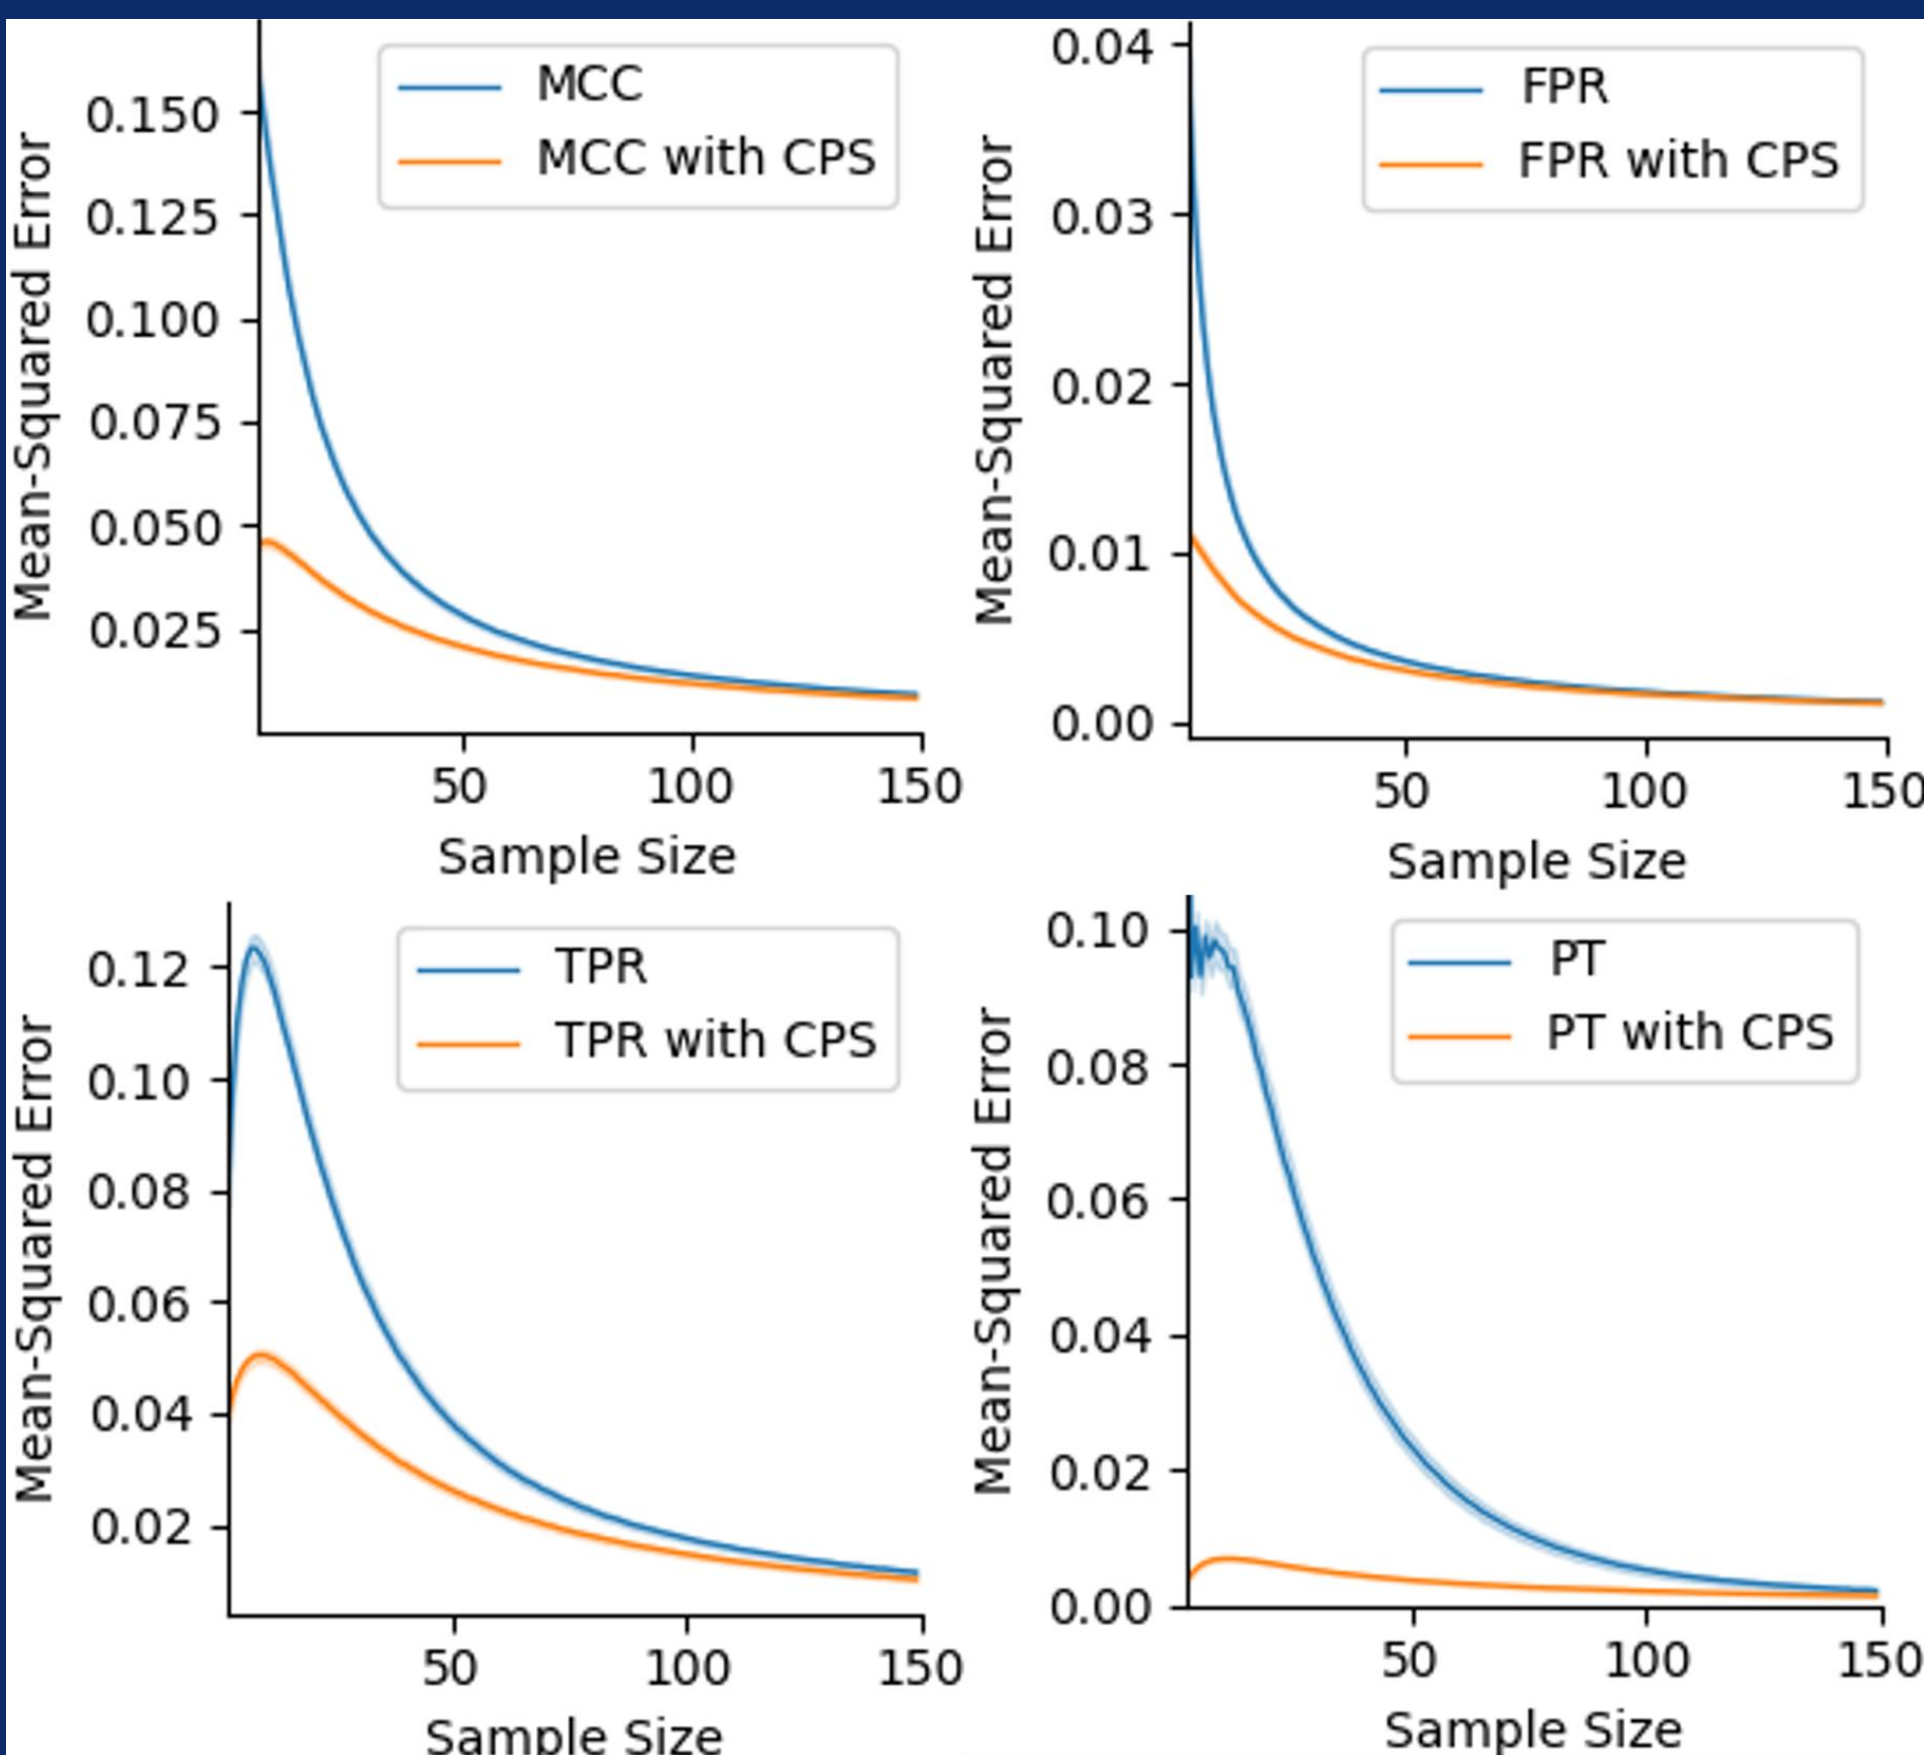 MCC
MCC with CPS
0.150
0.125
0.100
0.075
0.050
0.025
Mean-Squared Error
50 100 150
Sample Size
FPR
FPR with CPS
0.04
0.03
0.02
0.01
0.00
Mean-Squared Error
50 100 150
Sample Size
TPR
TPR with CPS
0.12
0.10
0.08
0.06
0.04
0.02
Mean-Squared Error
50 100 150
Sample Size
PT
PT with CPS
0.10
0.08
0.06
0.04
0.02
0.00
Mean-Squared Error
50 100 150
Sample Size